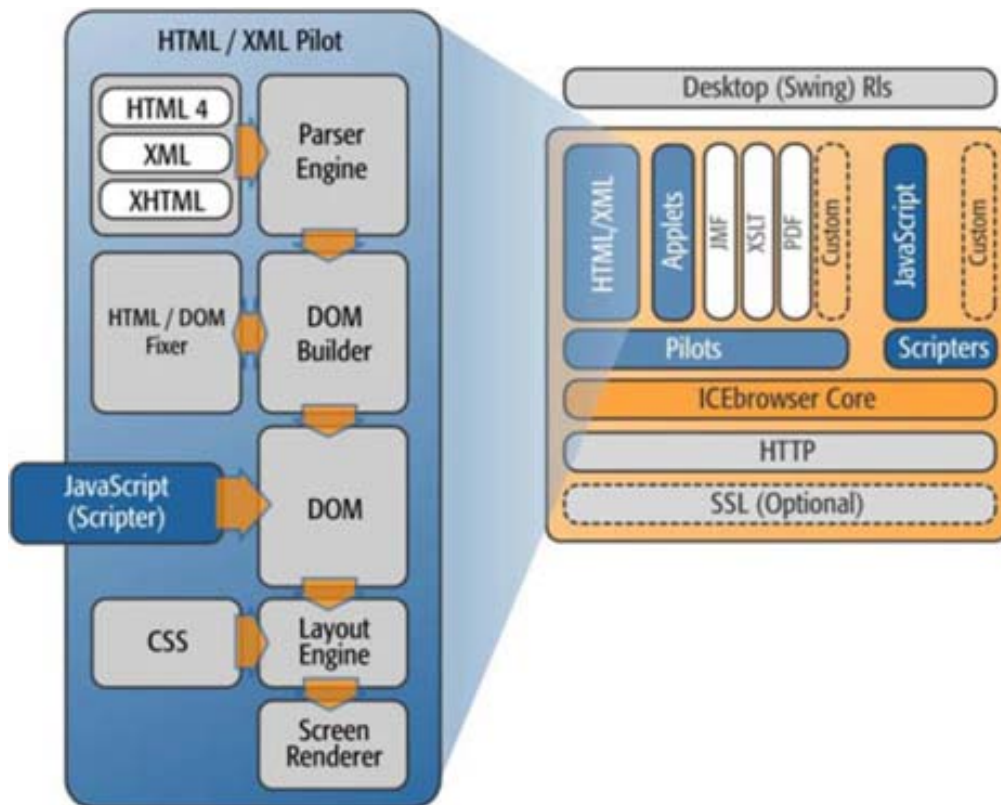 HTML / XML Pilot
HTML 4
XML
XHTML
Parser
Engine
HTML / DOM
Fixer
DOM
Builder
JavaScript
(Scripter)
DOM
CSS
Layout
Engine
Screen
Renderer
Desktop (Swing) RIs
HTML/XML
Applets
JMF
XSLT
PDF
Custom
JavaScript
Custom
Pilots
Scripters
ICEbrowser Core
HTTP
SSL (Optional)